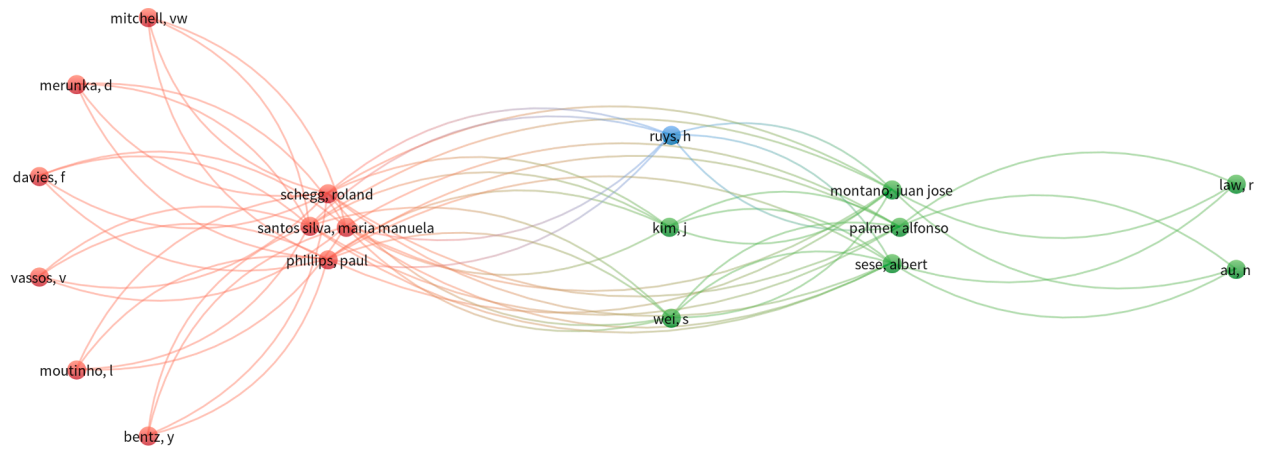 mitchell, vw
merunka, d
ruys, h
davies, f
law, r
montano, juan jose
schegg, roland
santos silva, maria manuela
kim, j
palmer, alfonso
phillips, paul
sese, albert
au, n
vassos, v
wei, s
moutinho, l
bentz, y